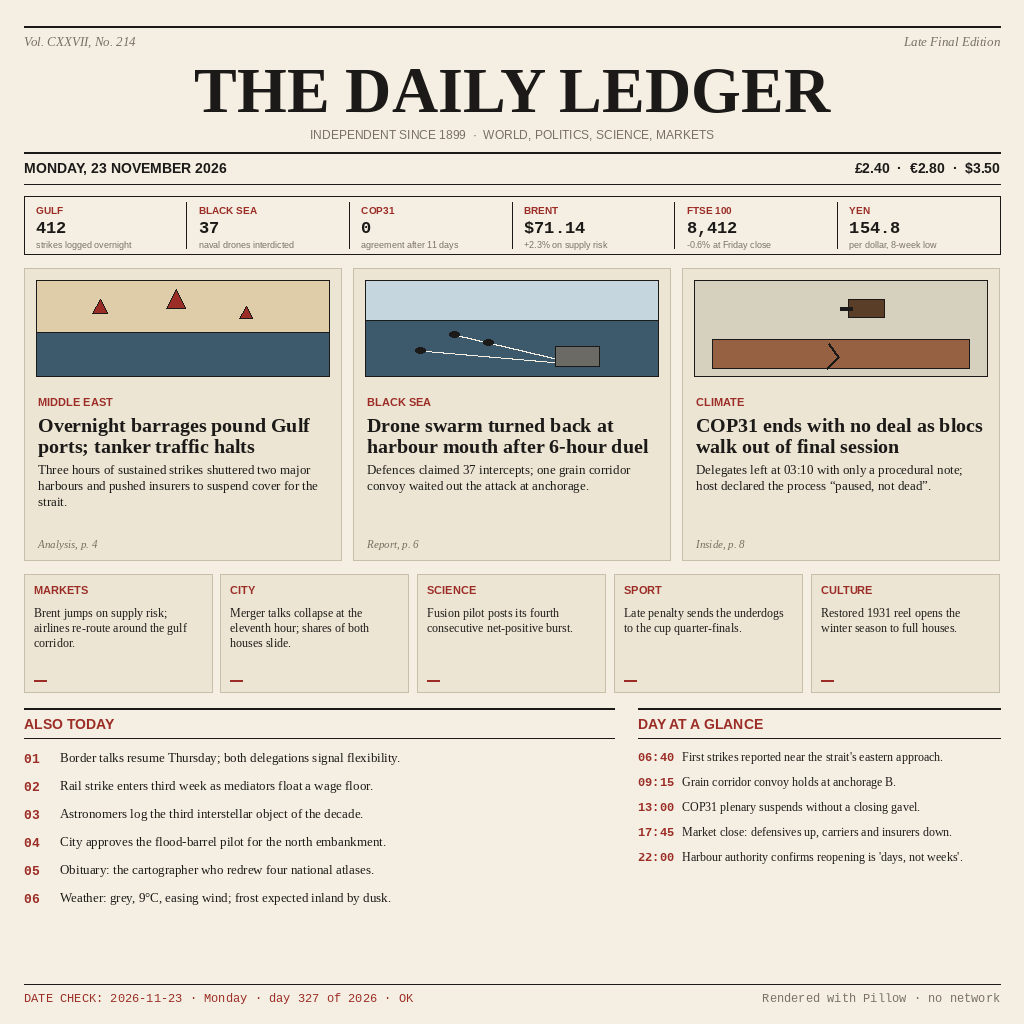 Vol. CXXVII, No. 214
Late Final Edition
THE DAILY LEDGER
INDEPENDENT SINCE 1899 · WORLD, POLITICS, SCIENCE, MARKETS
MONDAY, 23 NOVEMBER 2026
£2.40 · €2.80 · $3.50
GULF
412
strikes logged overnight
BLACK SEA
37
naval drones interdicted
COP31
0
agreement after 11 days
BRENT
$71.14
+2.3% on supply risk
FTSE 100
8,412
-0.6% at Friday close
YEN
154.8
per dollar, 8-week low
MIDDLE EAST
Overnight barrages pound Gulf
ports; tanker traffic halts
Three hours of sustained strikes shuttered two major
harbours and pushed insurers to suspend cover for the
strait.
Analysis, p. 4
BLACK SEA
Drone swarm turned back at
harbour mouth after 6-hour duel
Defences claimed 37 intercepts; one grain corridor
convoy waited out the attack at anchorage.
Report, p. 6
CLIMATE
COP31 ends with no deal as blocs
walk out of final session
Delegates left at 03:10 with only a procedural note;
host declared the process “paused, not dead”.
Inside, p. 8
MARKETS
Brent jumps on supply risk;
airlines re-route around the gulf
corridor.
CITY
Merger talks collapse at the
eleventh hour; shares of both
houses slide.
SCIENCE
Fusion pilot posts its fourth
consecutive net-positive burst.
SPORT
Late penalty sends the underdogs
to the cup quarter-finals.
CULTURE
Restored 1931 reel opens the
winter season to full houses.
ALSO TODAY
01 Border talks resume Thursday; both delegations signal flexibility.
02 Rail strike enters third week as mediators float a wage floor.
03 Astronomers log the third interstellar object of the decade.
04 City approves the flood-barrel pilot for the north embankment.
05 Obituary: the cartographer who redrew four national atlases.
06 Weather: grey, 9°C, easing wind; frost expected inland by dusk.
DAY AT A GLANCE
06:40 First strikes reported near the strait's eastern approach.
09:15 Grain corridor convoy holds at anchorage B.
13:00 COP31 plenary suspends without a closing gavel.
17:45 Market close: defensives up, carriers and insurers down.
22:00 Harbour authority confirms reopening is 'days, not weeks'.
DATE CHECK: 2026-11-23 · Monday · day 327 of 2026 · OK
Rendered with Pillow · no network